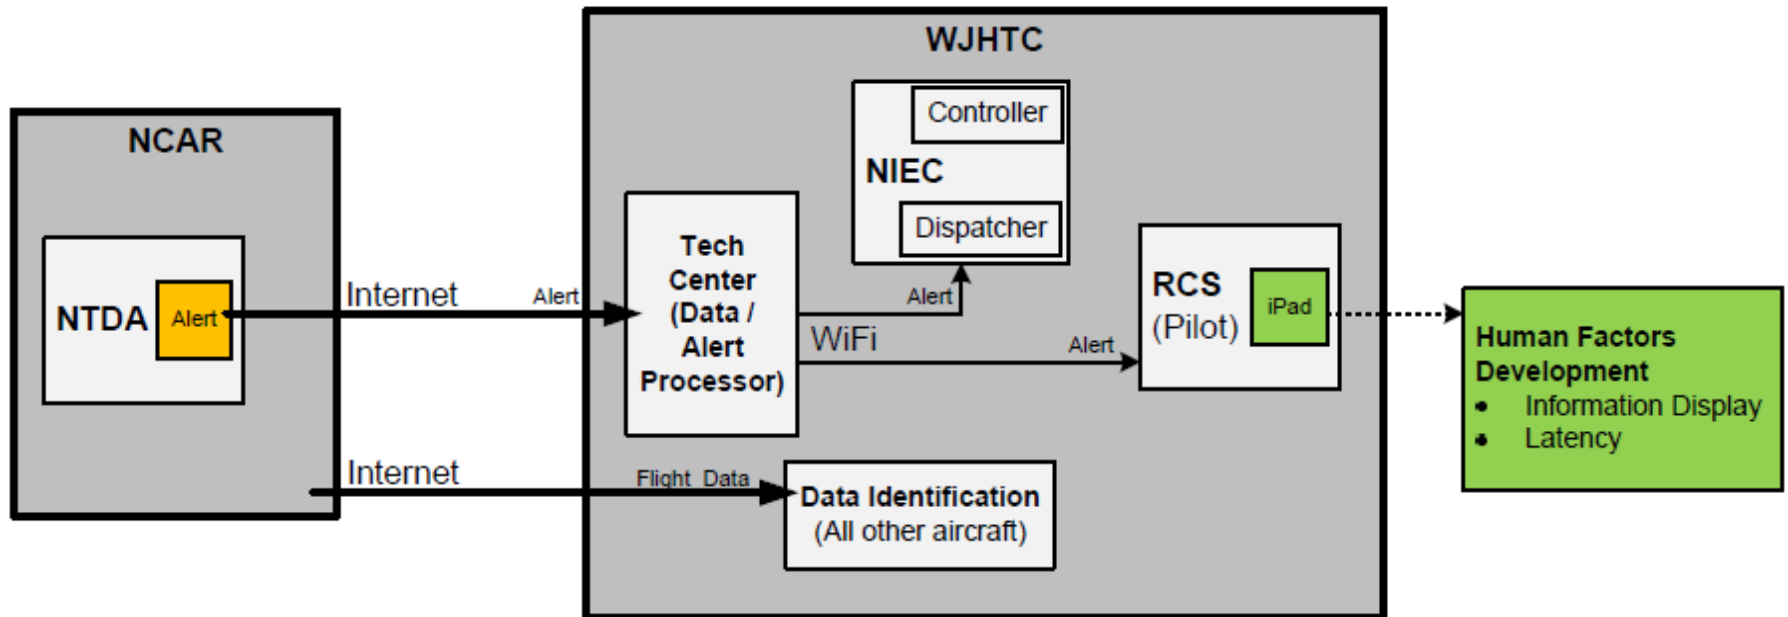 WJHTC
NCAR
Controller
NIEC
Dispatcher
NTDA
Alert
Internet
Alert
Tech
Center
(Data /
Alert
Processor)
Alert
WiFi
Alert
RCS
(Pilot)
iPad
Human Factors
Development
• Information Display
• Latency
Internet
Flight Data
Data Identification
(All other aircraft)